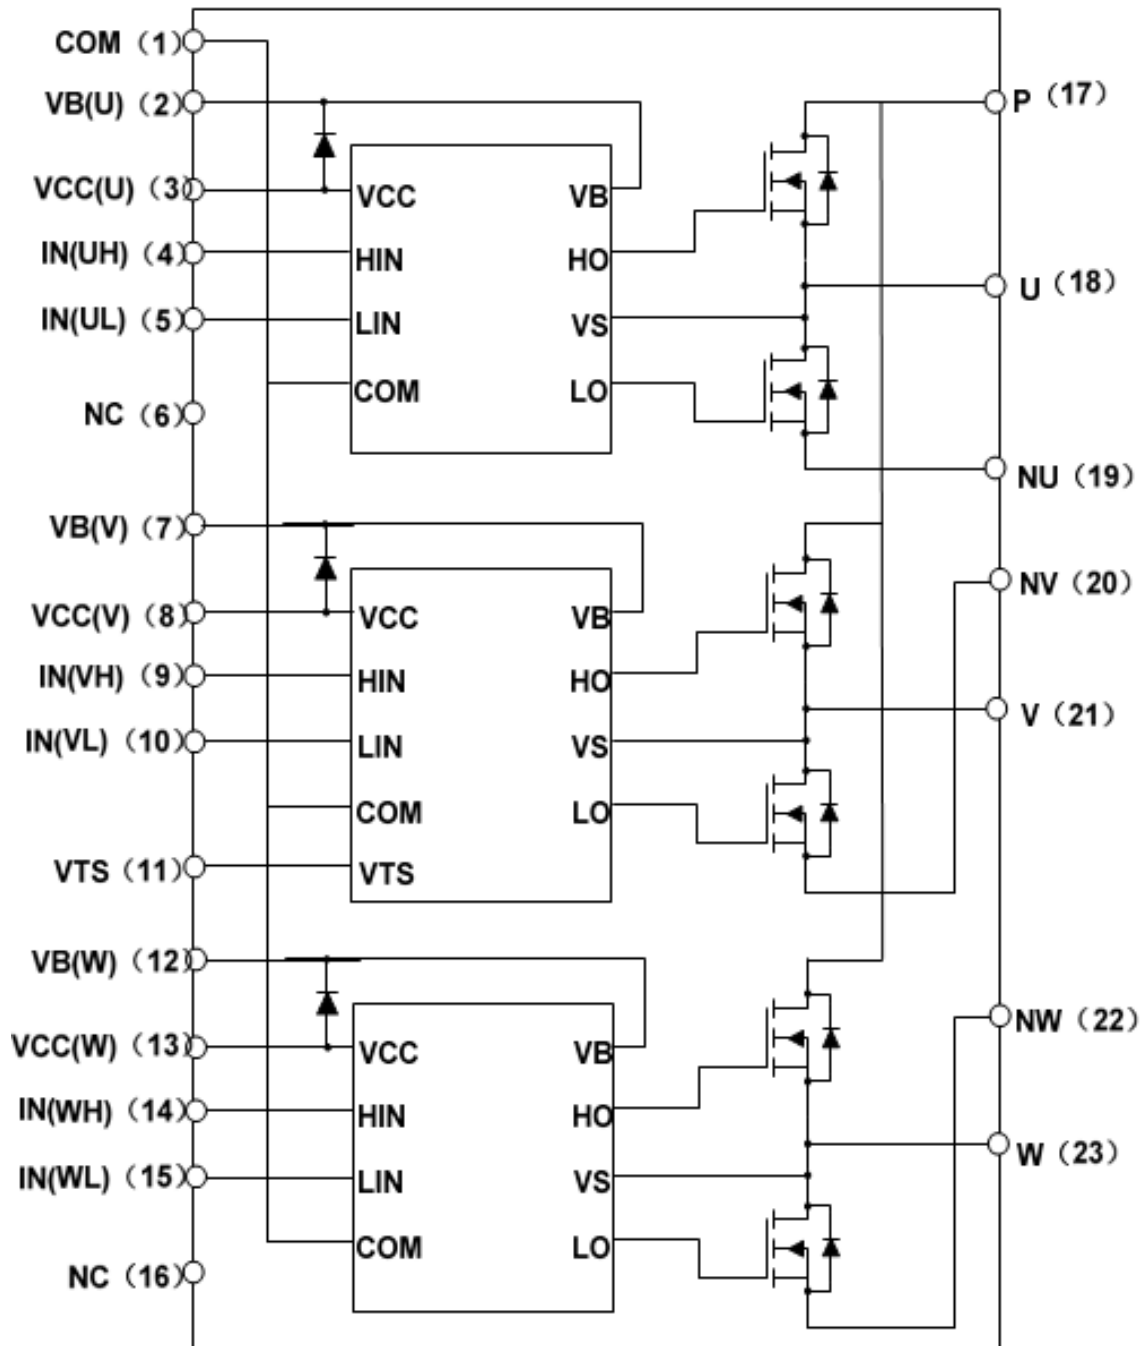 COM（1）
VB(U)（2）
P（17）
VCC(U)（3）
VCC
VB
IN(UH)（4）
HIN
HO
U（18）
IN(UL)（5）
LIN
VS
COM
LO
NC（6）
NU（19）
VB(V)（7）
NV（20）
VCC(V)（8）
VCC
VB
IN(VH)（9）
HIN
HO
V（21）
IN(VL)（10）
LIN
VS
COM
LO
VTS（11）
VTS
VB(W)（12）
NW（22）
VCC(W)（13）
VCC
VB
IN(WH)（14）
HIN
HO
W（23）
IN(WL)（15）
LIN
VS
COM
LO
NC（16）